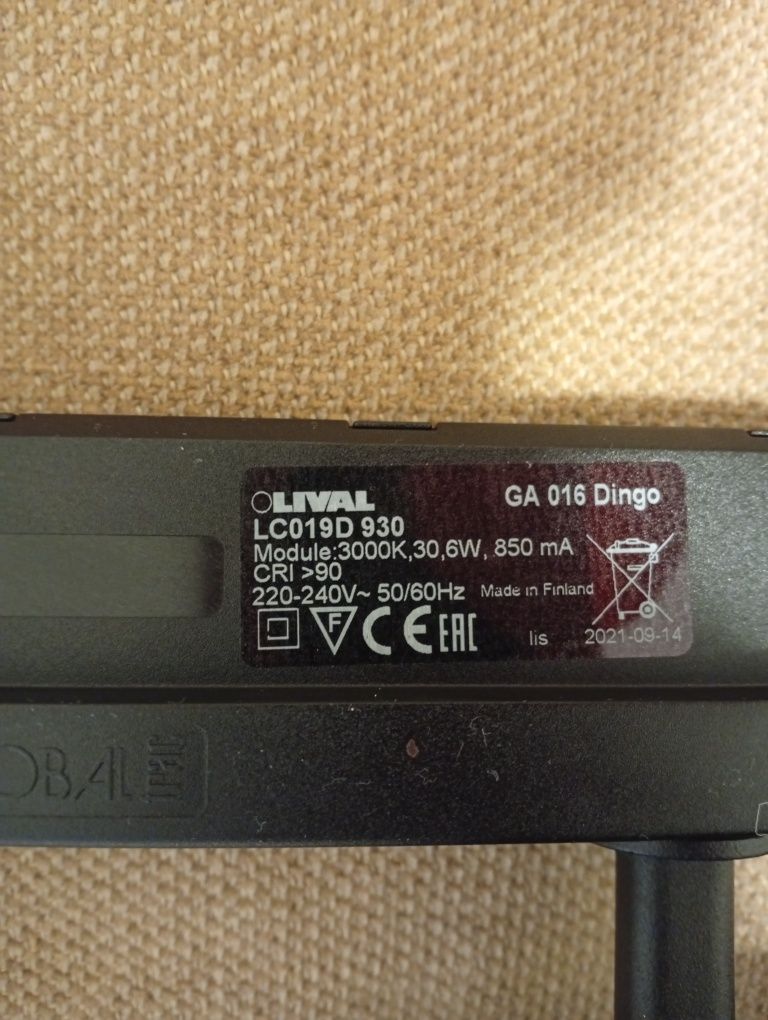 OLIVAL
GA 016 Dingo
LC019D 930
Module:3000K,30,6W, 850 mA
CRI >90
220-240V~ 50/60Hz Made in Finland
F CE EAC
lis 2021-09-14
OBAL